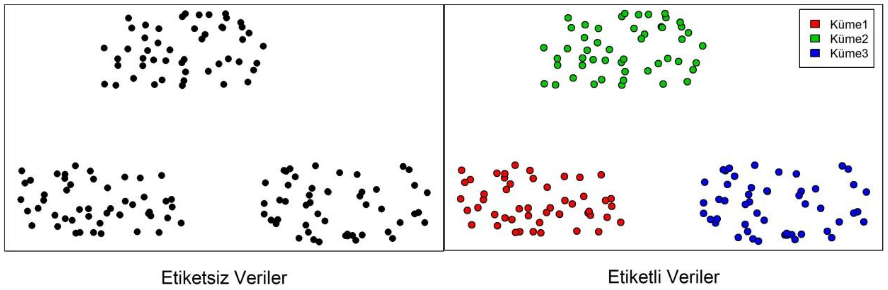 Küme1
Küme2
Küme3
Etiketsiz Veriler
Etiketli Veriler